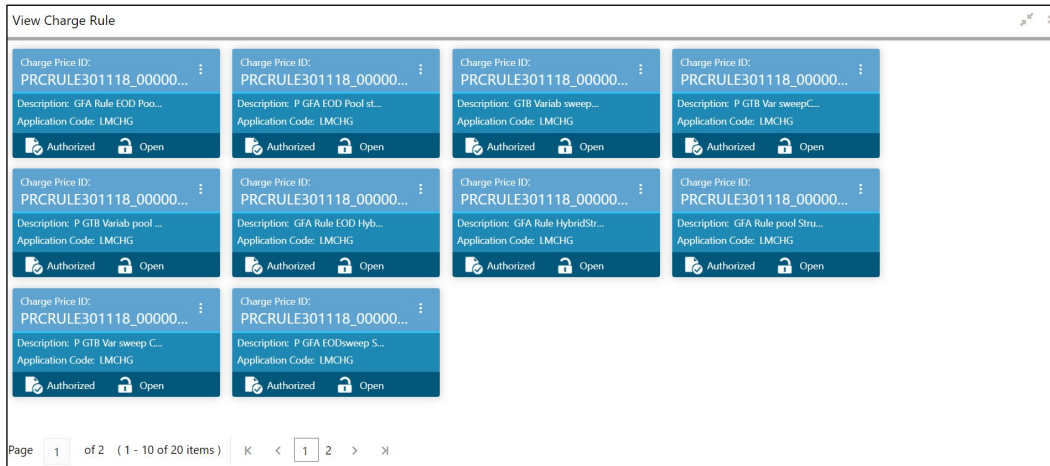 View Charge Rule
Charge Price ID:
PRCRULE301118_00000...
Description: GFA Rule EOD Poo...
Application Code: LMCHG
Authorized Open
Charge Price ID:
PRCRULE301118_00000...
Description: P GFA EOD Pool st...
Application Code: LMCHG
Authorized Open
Charge Price ID:
PRCRULE301118_00000...
Description: GTB Variab sweep...
Application Code: LMCHG
Authorized Open
Charge Price ID:
PRCRULE301118_00000...
Description: P GTB Var sweepC...
Application Code: LMCHG
Authorized Open
Charge Price ID:
PRCRULE301118_00000...
Description: P GTB Variab pool ...
Application Code: LMCHG
Authorized Open
Charge Price ID:
PRCRULE301118_00000...
Description: GFA Rule EOD Hyb...
Application Code: LMCHG
Authorized Open
Charge Price ID:
PRCRULE301118_00000...
Description: GFA Rule HybridStr...
Application Code: LMCHG
Authorized Open
Charge Price ID:
PRCRULE301118_00000...
Description: GFA Rule pool Stru...
Application Code: LMCHG
Authorized Open
Charge Price ID:
PRCRULE301118_00000...
Description: P GTB Var sweep C...
Application Code: LMCHG
Authorized Open
Charge Price ID:
PRCRULE301118_00000...
Description: P GFA EODsweep S...
Application Code: LMCHG
Authorized Open
Page 1 of 2 ( 1 - 10 of 20 items ) 1 2